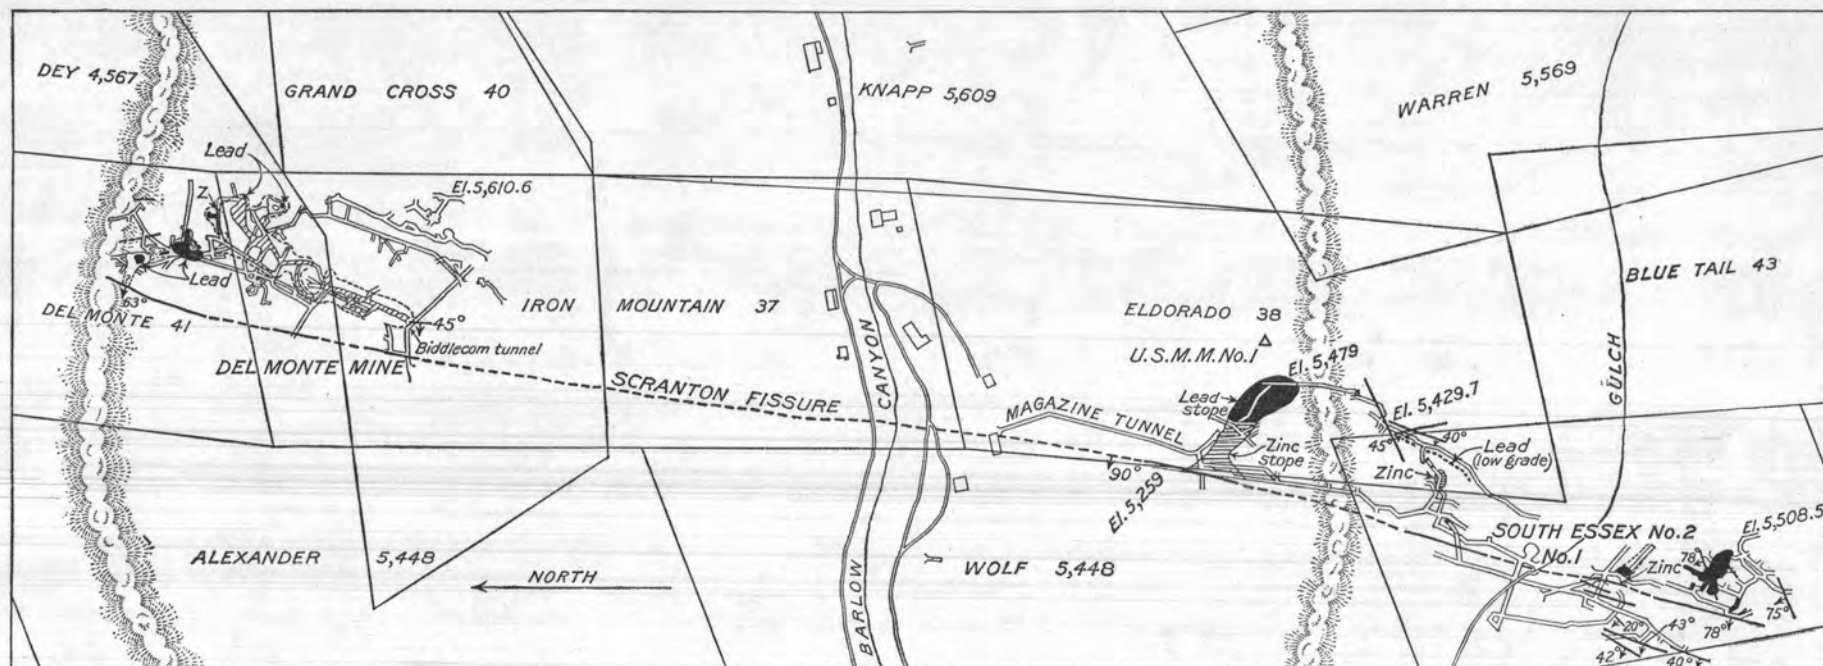 DEY 4,567
GRAND CROSS 40
KNAPP 5,609
WARREN 5,569
Lead
Z
El.5,610.6
Lead
63°
DEL MONTE 41
45°
Biddlecom tunnel
DEL MONTE MINE
IRON MOUNTAIN 37
SCRANTON FISSURE
BARLOW CANYON
ELDORADO 38
U.S.M.M.No.1
BLUE TAIL 43
GULCH
El. 5,479
Lead stope
El. 5,429.7
MAGAZINE TUNNEL
Zinc stope
45°
40°
Lead
(low grade)
Zinc
90°
El. 5,259
SOUTH ESSEX No.2
No.1
El.5,508.5
78°
Zinc
ALEXANDER 5,448
NORTH
WOLF 5,448
75°
20°
43°
78°
42°
40°